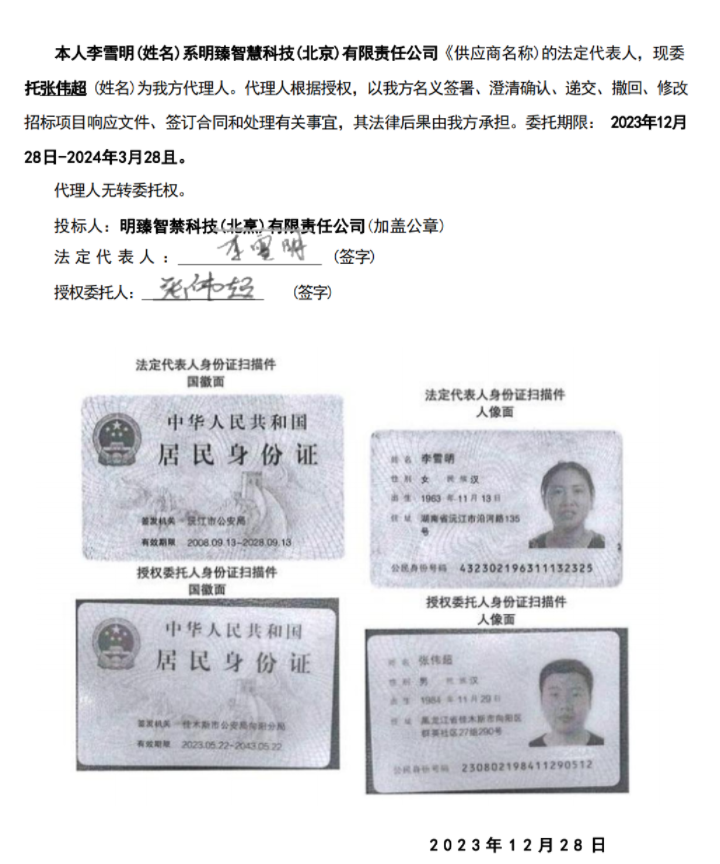 本人李雪明(姓名)系明臻智慧科技(北京)有限责任公司《供应商名称)的法定代表人，现委
托张伟超 (姓名)为我方代理人。代理人根据授权，以我方名义签署、澄清确认、递交、撤回、修改
招标项目响应文件、签订合同和处理有关事宜，其法律后果由我方承担。委托期限： 2023年12月
28日-2024年3月28且。
代理人无转委托权。
投标人：明臻智禁科技(北烹)有限责任公司(加盖公章)
法定代表人：李雪明 (签字)
授权委托人：张伟超 (签字)
法定代表人身份证扫描件
国徽面
中华人民共和国
居民身份证
签发机关 沅江市公安局
有效期限 2008.09.13-2028.09.13
法定代表人身份证扫描件
人像面
姓名 李雪明
性别 女 民族 汉
出生 1963 年 11 月 13 日
住址 湖南省沅江市沿河路135
号
公民身份号码 432302196311132325
授权委托人身份证扫描件
国徽面
中华人民共和国
居民身份证
签发机关 佳木斯市公安局向阳分局
有效期限 2023.05.22-2043.05.22
授权委托人身份证扫描件
人像面
姓名 张伟超
性别 男 民族 汉
出生 1984 年 11 月 29 日
住址 黑龙江省佳木斯市向阳区
群英社区27组290号
公民身份号码 230802198411290512
2023年12月28日